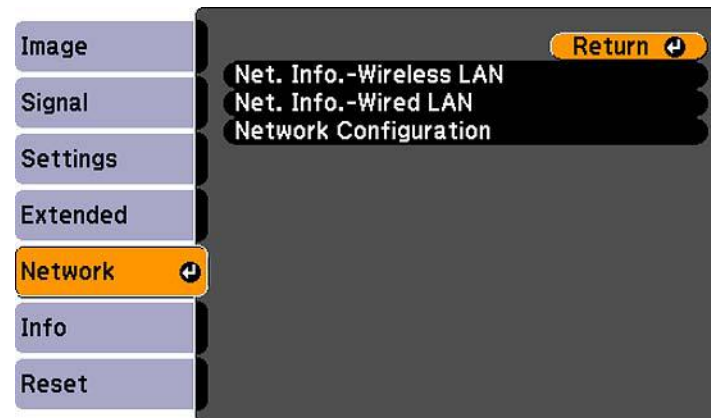 Image
Signal
Settings
Extended
Network
Info
Reset
Return
Net. Info.-Wireless LAN
Net. Info.-Wired LAN
Network Configuration